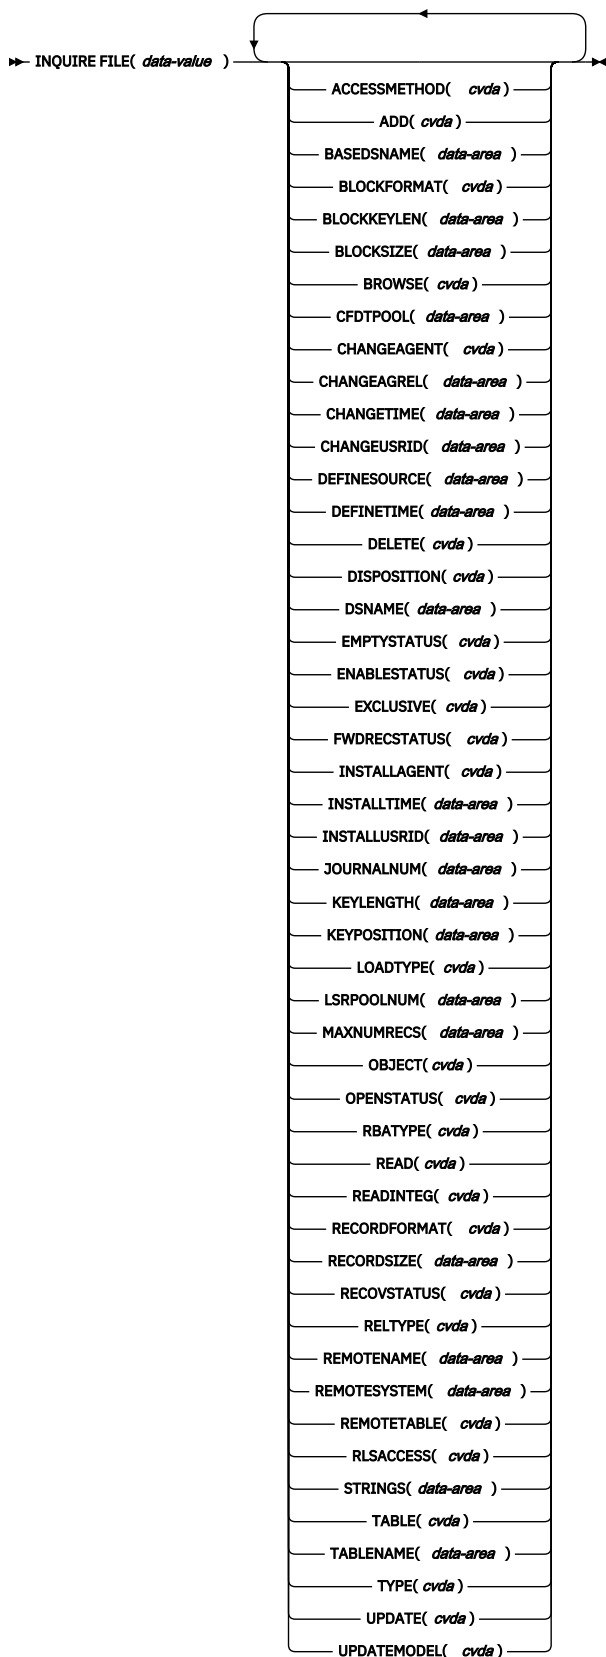 INQUIRE FILE( data-value )
ACCESSMETHOD( cvda )
ADD( cvda )
BASEDSNAME( data-area )
BLOCKFORMAT( cvda )
BLOCKKEYLEN( data-area )
BLOCKSIZE( data-area )
BROWSE( cvda )
CFDTPOOL( data-area )
CHANGEAGENT( cvda )
CHANGEAGREL( data-area )
CHANGETIME( data-area )
CHANGEUSRID( data-area )
DEFINESOURCE( data-area )
DEFINETIME( data-area )
DELETE( cvda )
DISPOSITION( cvda )
DSNAME( data-area )
EMPTYSTATUS( cvda )
ENABLESTATUS( cvda )
EXCLUSIVE( cvda )
FWDRECSTATUS( cvda )
INSTALLAGENT( cvda )
INSTALLTIME( data-area )
INSTALLUSRID( data-area )
JOURNALNUM( data-area )
KEYLENGTH( data-area )
KEYPOSITION( data-area )
LOADTYPE( cvda )
LSRPOOLNUM( data-area )
MAXNUMRECS( data-area )
OBJECT( cvda )
OPENSTATUS( cvda )
RBATYPE( cvda )
READ( cvda )
READINTEG( cvda )
RECORDFORMAT( cvda )
RECORDSIZE( data-area )
RECOVSTATUS( cvda )
RELTYPE( cvda )
REMOTENAME( data-area )
REMOTESYSTEM( data-area )
REMOTETABLE( cvda )
RLSACCESS( cvda )
STRINGS( data-area )
TABLE( cvda )
TABLENAME( data-area )
TYPE( cvda )
UPDATE( cvda )
UPDATEMODEL( cvda )